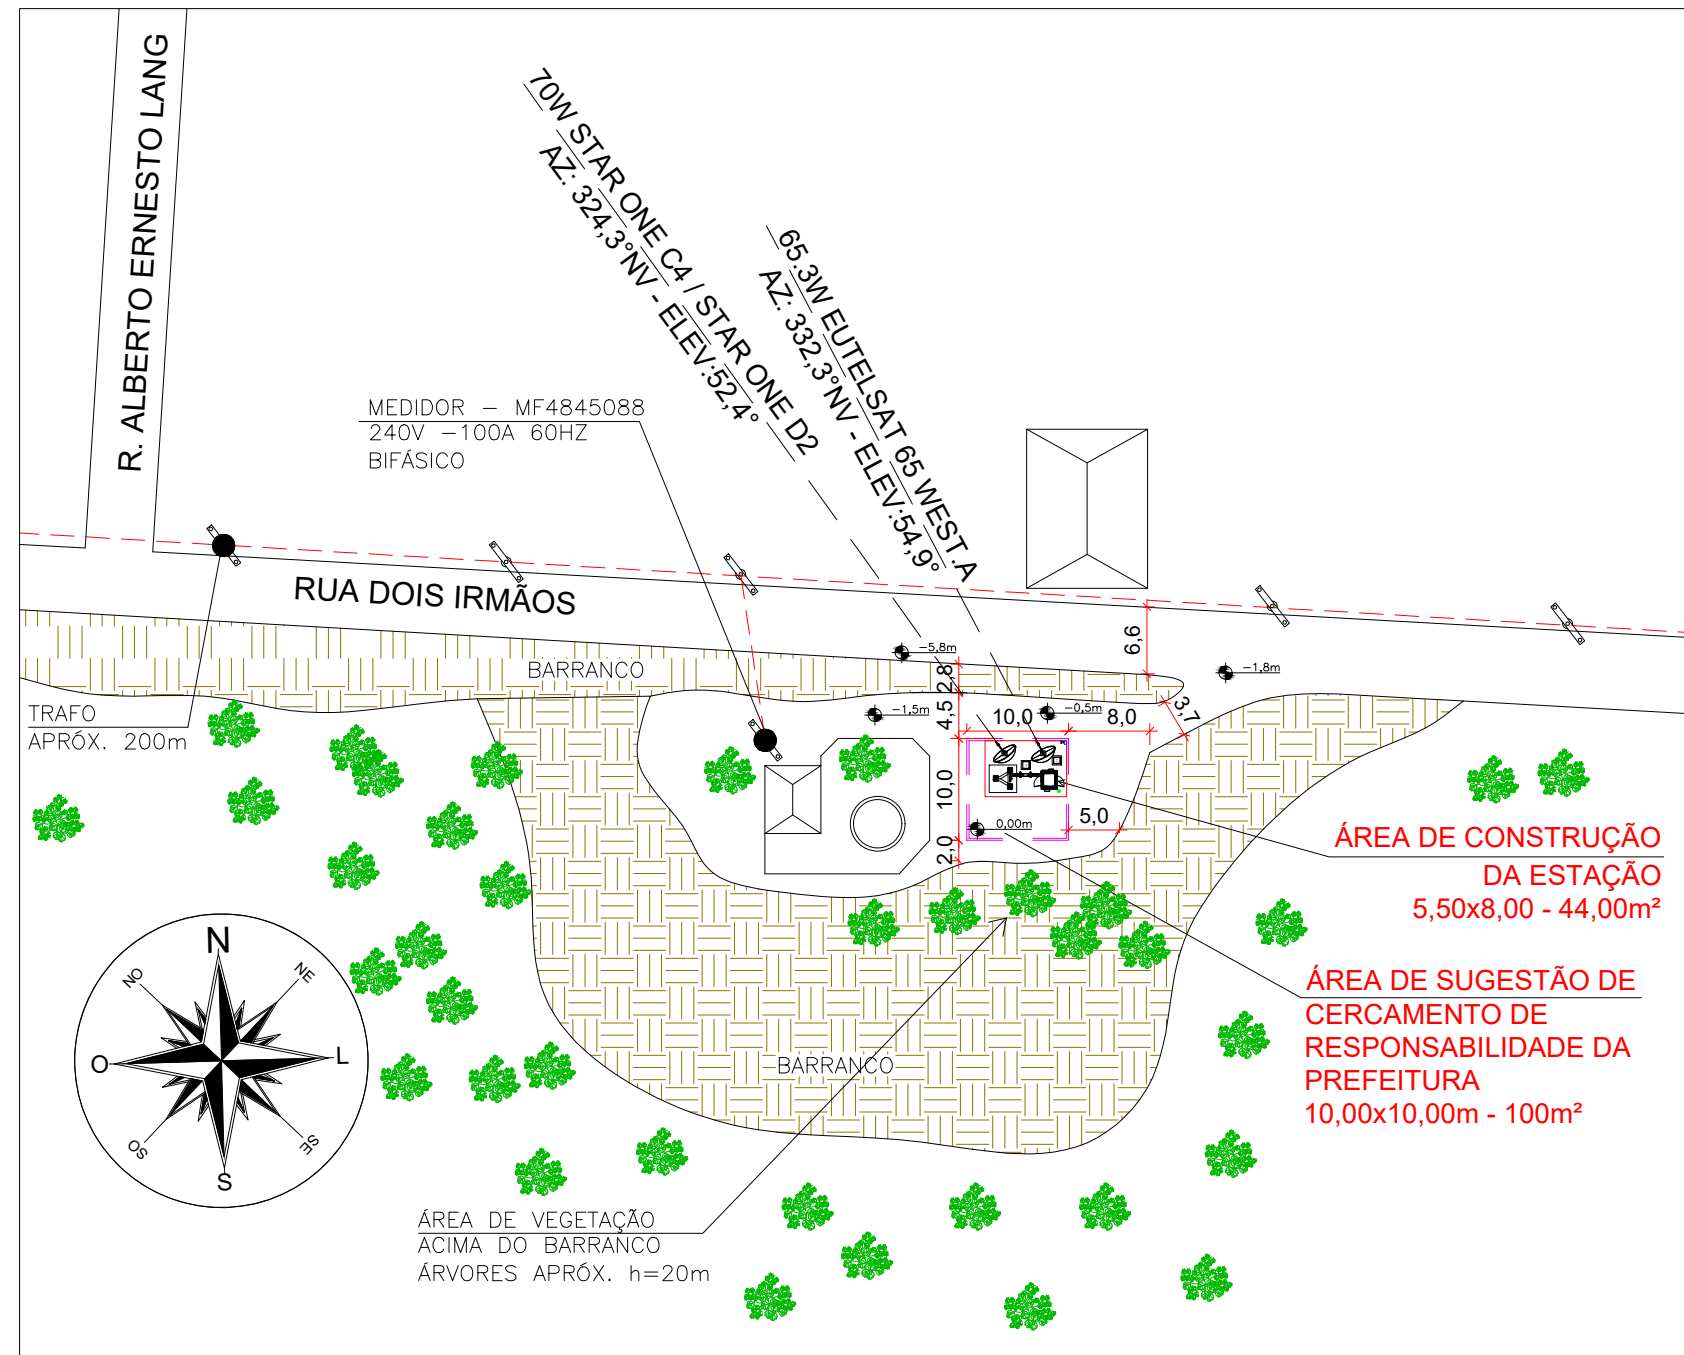 R. ALBERTO ERNESTO LANG
70W STAR ONE C4 / STAR ONE D2
AZ: 324,3°NV - ELEV:52,4°
65.3W EUTELSAT 65 WEST.A
AZ: 332,3°NV - ELEV:54,9°
MEDIDOR – MF4845088
240V –100A 60HZ
BIFÁSICO
RUA DOIS IRMÃOS
BARRANCO
TRAFO
APRÓX. 200m
-5,8m
-1,8m
-1,5m
-0,5m
0,00m
6,6
2,8
4,5
10,0
8,0
3,7
10,0
5,0
2,0
ÁREA DE CONSTRUÇÃO
DA ESTAÇÃO
5,50x8,00 - 44,00m²
ÁREA DE SUGESTÃO DE
CERCAMENTO DE
RESPONSABILIDADE DA
PREFEITURA
10,00x10,00m - 100m²
BARRANCO
N
NO
NE
O
L
SO
SE
S
ÁREA DE VEGETAÇÃO
ACIMA DO BARRANCO
ÁRVORES APRÓX. h=20m